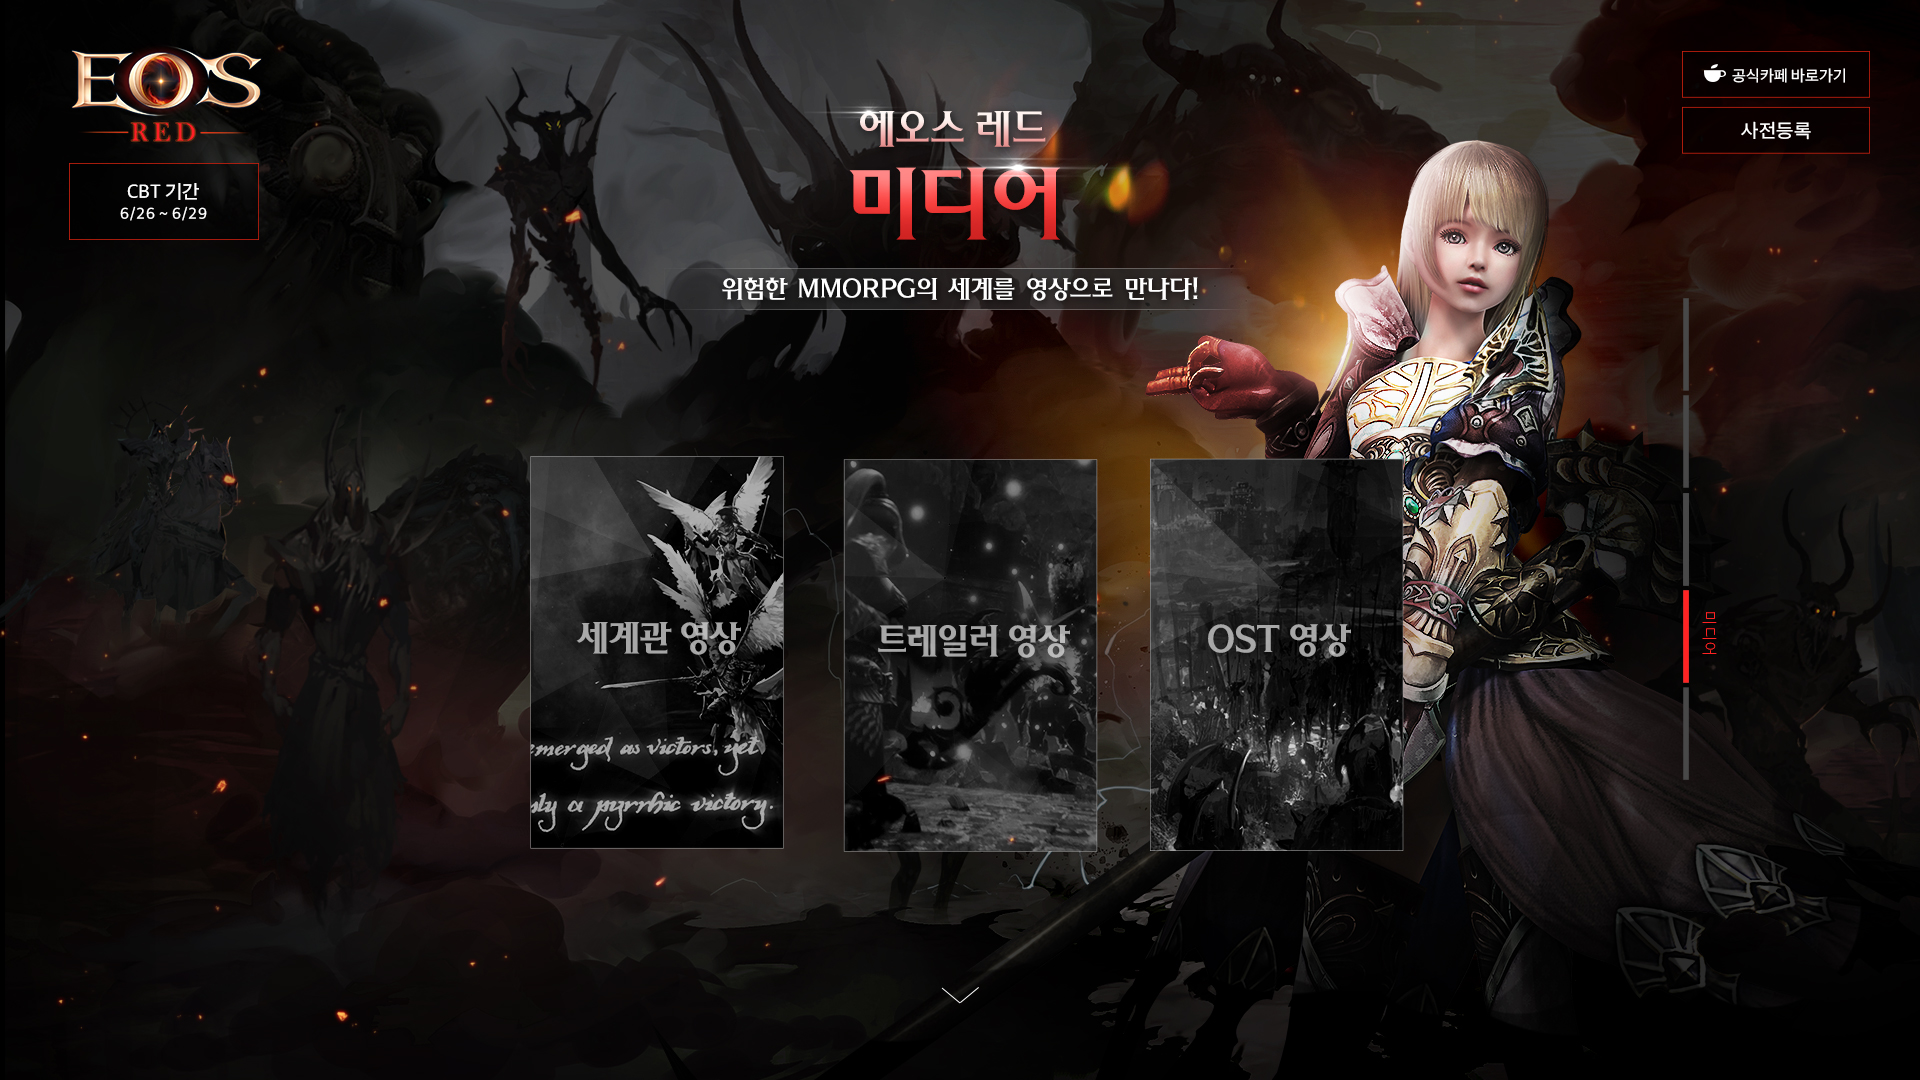 EOS
RED
CBT 기간
6/26 ~ 6/29
에오스 레드
미디어
위험한 MMORPG의 세계를 영상으로 만나다!
공식카페 바로가기
사전등록
세계관 영상
트레일러 영상
OST 영상
emerged as victors, yet
a pyrrhic victory.
미디어